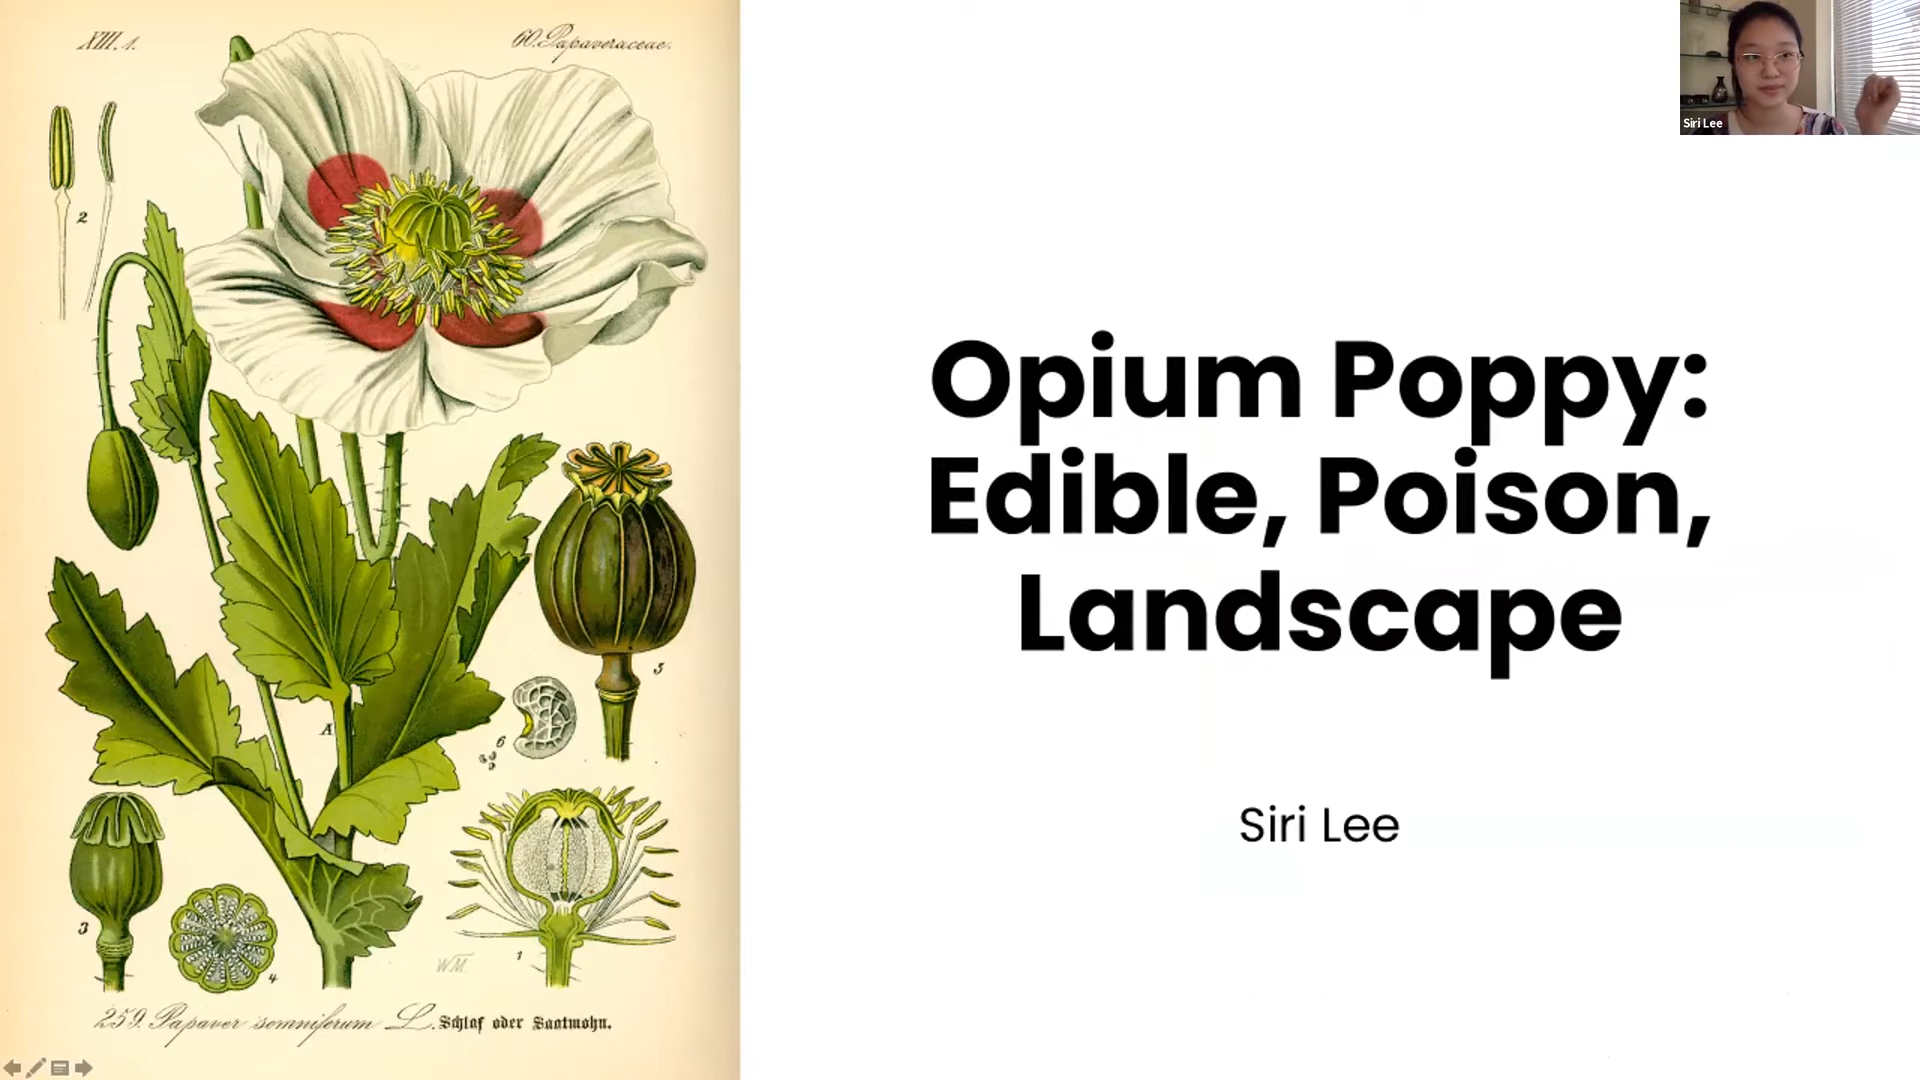 XIII. 1.
60. Papaveraceae.
2
A
5
6
3
4
1
W.M.
259. Papaver somniferum L. Schlaf oder Saatmohn.
Opium Poppy:
Edible, Poison,
Landscape
Siri Lee
Siri Lee